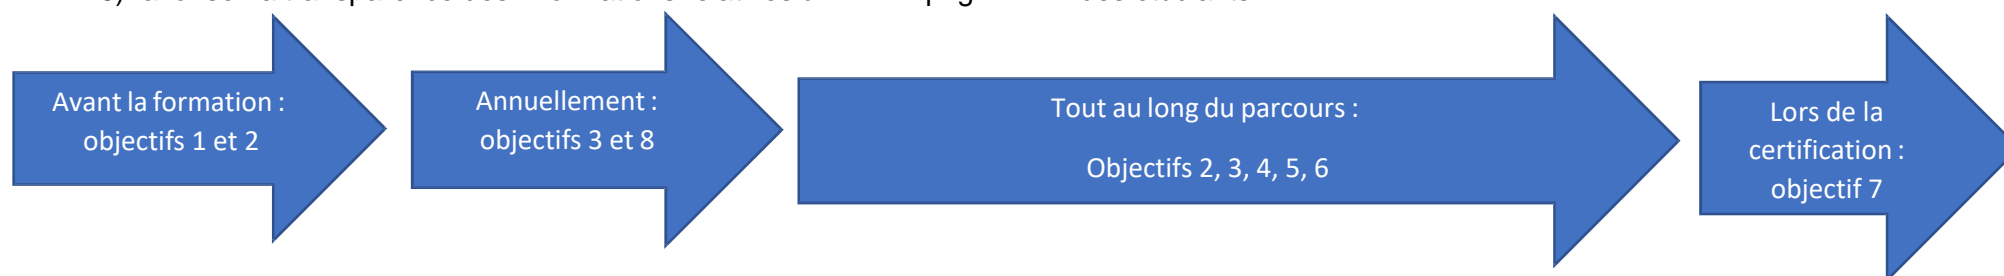 Avant la formation :
objectifs 1 et 2
Annuellement :
objectifs 3 et 8
Tout au long du parcours :
Objectifs 2, 3, 4, 5, 6
Lors de la
certification :
objectif 7